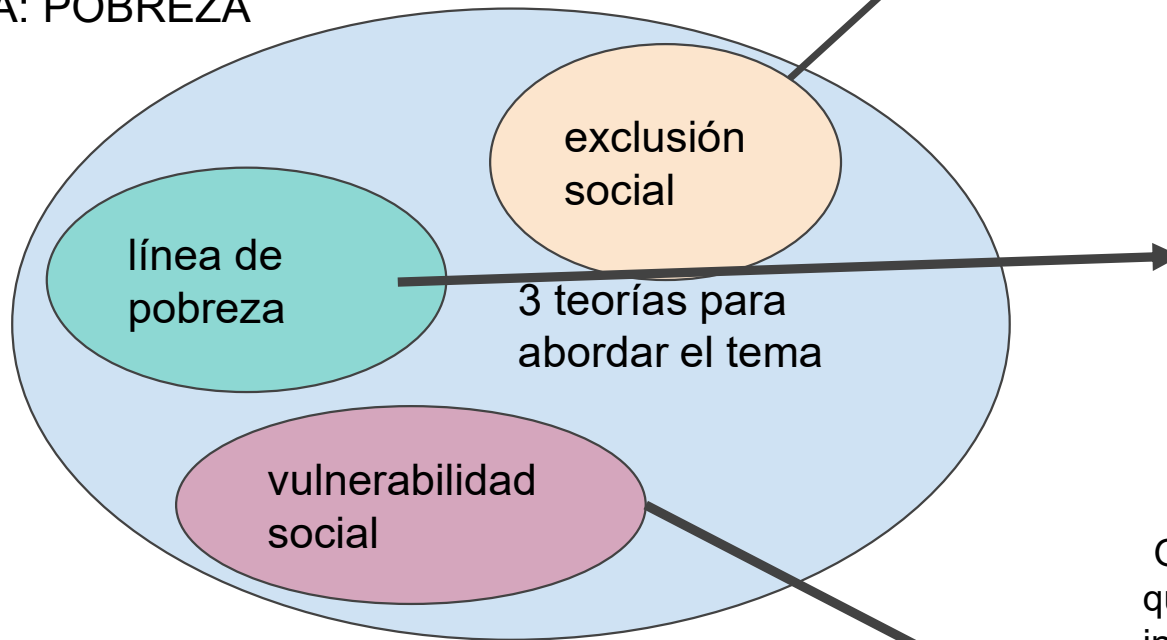 A: POBREZA
exclusión
social
línea de
pobreza
3 teorías para
abordar el tema
vulnerabilidad
social